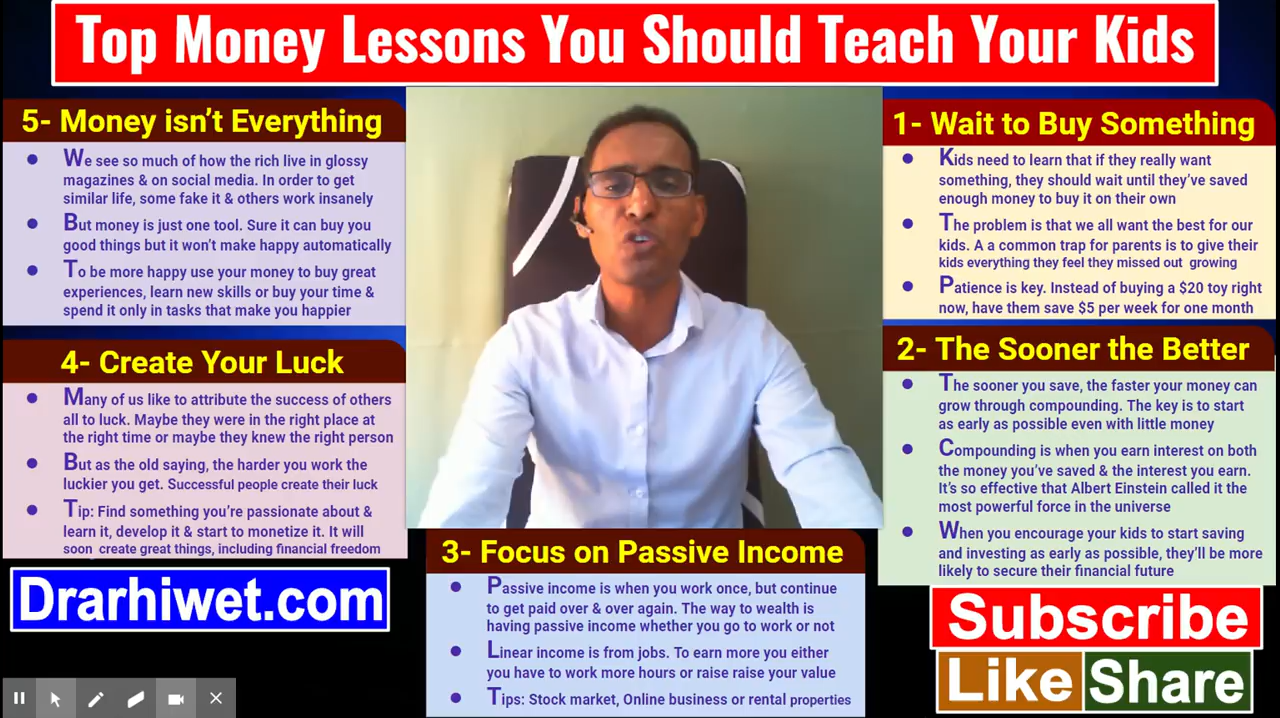 Top Money Lessons You Should Teach Your Kids
5- Money isn't Everything
We see so much of how the rich live in glossy
magazines & on social media. In order to get
similar life, some fake it & others work insanely
But money is just one tool. Sure it can buy you
good things but it won't make happy automatically
To be more happy use your money to buy great
experiences, learn new skills or buy your time &
spend it only in tasks that make you happier
4- Create Your Luck
Many of us like to attribute the success of others
all to luck. Maybe they were in the right place at
the right time or maybe they knew the right person
But as the old saying, the harder you work the
luckier you get. Successful people create their luck
Tip: Find something you're passionate about &
learn it, develop it & start to monetize it. It will
soon create great things, including financial freedom
Drarhiwet.com
1- Wait to Buy Something
Kids need to learn that if they really want
something, they should wait until they've saved
enough money to buy it on their own
The problem is that we all want the best for our
kids. A a common trap for parents is to give their
kids everything they feel they missed out growing
Patience is key. Instead of buying a $20 toy right
now, have them save $5 per week for one month
2- The Sooner the Better
The sooner you save, the faster your money can
grow through compounding. The key is to start
as early as possible even with little money
Compounding is when you earn interest on both
the money you've saved & the interest you earn.
It's so effective that Albert Einstein called it the
most powerful force in the universe
When you encourage your kids to start saving
and investing as early as possible, they'll be more
likely to secure their financial future
3- Focus on Passive Income
Passive income is when you work once, but continue
to get paid over & over again. The way to wealth is
having passive income whether you go to work or not
Linear income is from jobs. To earn more you either
you have to work more hours or raise raise your value
Tips: Stock market, Online business or rental properties
Subscribe
Like Share